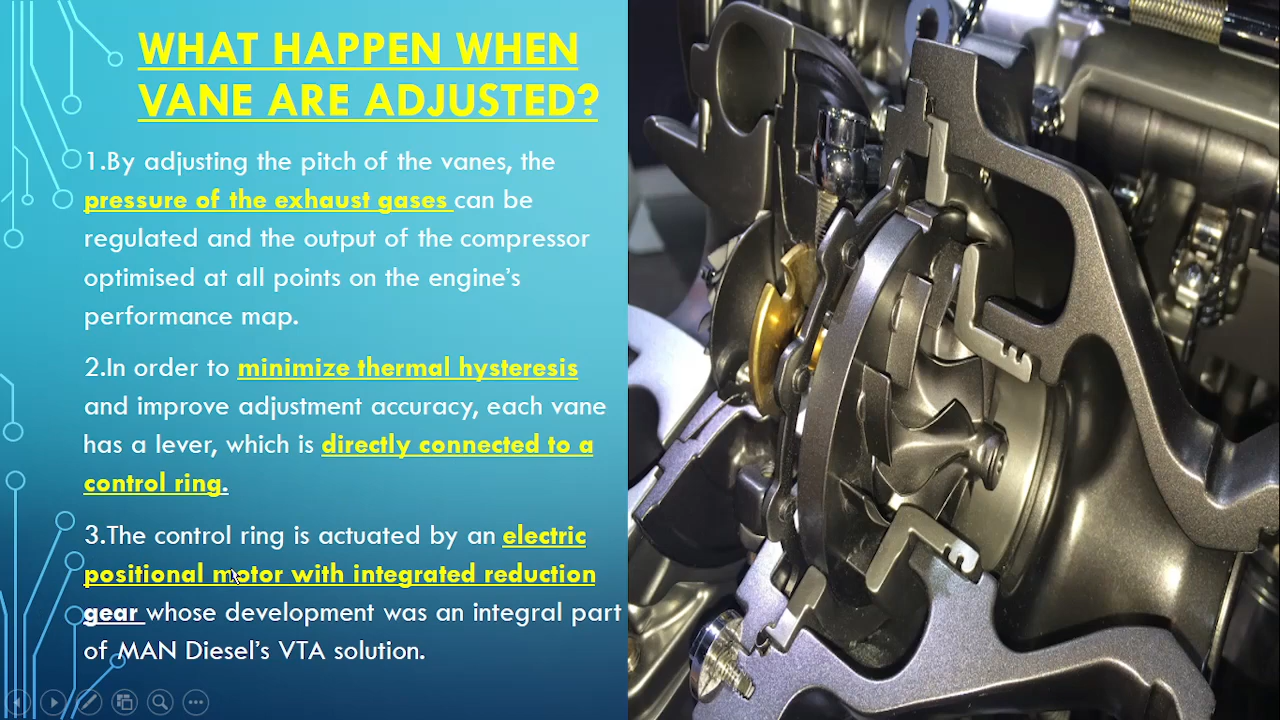 WHAT HAPPEN WHEN
VANE ARE ADJUSTED?
1.By adjusting the pitch of the vanes, the
pressure of the exhaust gases can be
regulated and the output of the compressor
optimised at all points on the engine's
performance map.
2.In order to minimize thermal hysteresis
and improve adjustment accuracy, each vane
has a lever, which is directly connected to a
control ring.
3.The control ring is actuated by an electric
positional motor with integrated reduction
gear whose development was an integral part
of MAN Diesel's VTA solution.